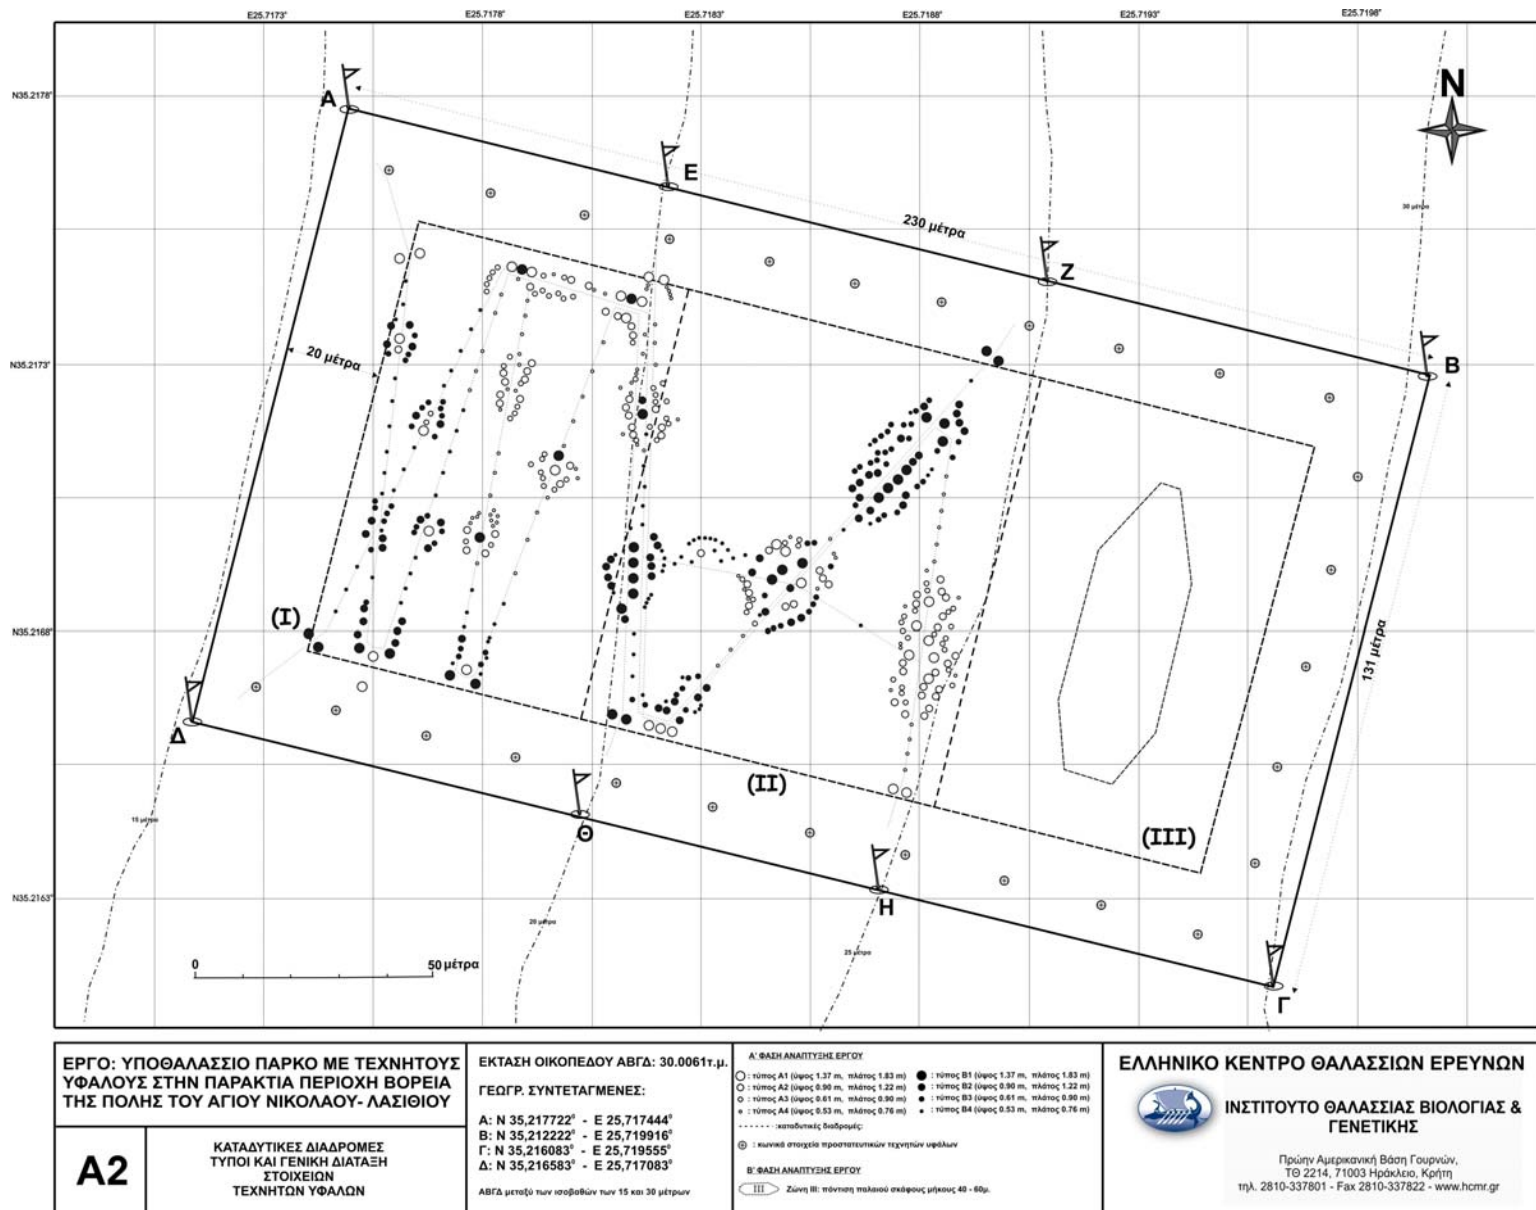 E25.7173° E25.7178° E25.7183° E25.7188° E25.7193° E25.7198°
N35.2178°
N35.2173°
N35.2168°
N35.2163°
N
A
E
Z
B
230 μέτρα
30 μέτρα
20 μέτρα
131 μέτρα
(I)
Δ
(II)
(III)
Θ
H
Γ
15 μέτρα
20 μέτρα
25 μέτρα
0 50 μέτρα
ΕΡΓΟ: ΥΠΟΘΑΛΑΣΣΙΟ ΠΑΡΚΟ ΜΕ ΤΕΧΝΗΤΟΥΣ
ΥΦΑΛΟΥΣ ΣΤΗΝ ΠΑΡΑΚΤΙΑ ΠΕΡΙΟΧΗ ΒΟΡΕΙΑ
ΤΗΣ ΠΟΛΗΣ ΤΟΥ ΑΓΙΟΥ ΝΙΚΟΛΑΟΥ- ΛΑΣΙΘΙΟΥ
A2
ΚΑΤΑΔΥΤΙΚΕΣ ΔΙΑΔΡΟΜΕΣ
ΤΥΠΟΙ ΚΑΙ ΓΕΝΙΚΗ ΔΙΑΤΑΞΗ
ΣΤΟΙΧΕΙΩΝ
ΤΕΧΝΗΤΩΝ ΥΦΑΛΩΝ
ΕΚΤΑΣΗ ΟΙΚΟΠΕΔΟΥ ΑΒΓΔ: 30.0061τ.μ.
ΓΕΩΓΡ. ΣΥΝΤΕΤΑΓΜΕΝΕΣ:
A: N 35,217722° - E 25,717444°
B: N 35,212222° - E 25,719916°
Γ: N 35,216083° - E 25,719555°
Δ: N 35,216583° - E 25,717083°
ΑΒΓΔ μεταξύ των ισοβαθών των 15 και 30 μέτρων
Α' ΦΑΣΗ ΑΝΑΠΤΥΞΗΣ ΕΡΓΟΥ
: τύπος A1 (ύψος 1.37 m, πλάτος 1.83 m) : τύπος B1 (ύψος 1.37 m, πλάτος 1.83 m)
: τύπος A2 (ύψος 0.90 m, πλάτος 1.22 m) : τύπος B2 (ύψος 0.90 m, πλάτος 1.22 m)
: τύπος A3 (ύψος 0.61 m, πλάτος 0.90 m) : τύπος B3 (ύψος 0.61 m, πλάτος 0.90 m)
: τύπος A4 (ύψος 0.53 m, πλάτος 0.76 m) : τύπος B4 (ύψος 0.53 m, πλάτος 0.76 m)
:καταδυτικές διαδρομές:
: κωνικά στοιχεία προστατευτικών τεχνητών υφάλων
Β' ΦΑΣΗ ΑΝΑΠΤΥΞΗΣ ΕΡΓΟΥ
III Ζώνη III: πόντιση παλαιού σκάφους μήκους 40 - 60μ.
ΕΛΛΗΝΙΚΟ ΚΕΝΤΡΟ ΘΑΛΑΣΣΙΩΝ ΕΡΕΥΝΩΝ
ΙΝΣΤΙΤΟΥΤΟ ΘΑΛΑΣΣΙΑΣ ΒΙΟΛΟΓΙΑΣ &
ΓΕΝΕΤΙΚΗΣ
Πρώην Αμερικανική Βάση Γουρνών,
ΤΘ 2214, 71003 Ηράκλειο, Κρήτη
τηλ. 2810-337801 - Fax 2810-337822 - www.hcmr.gr